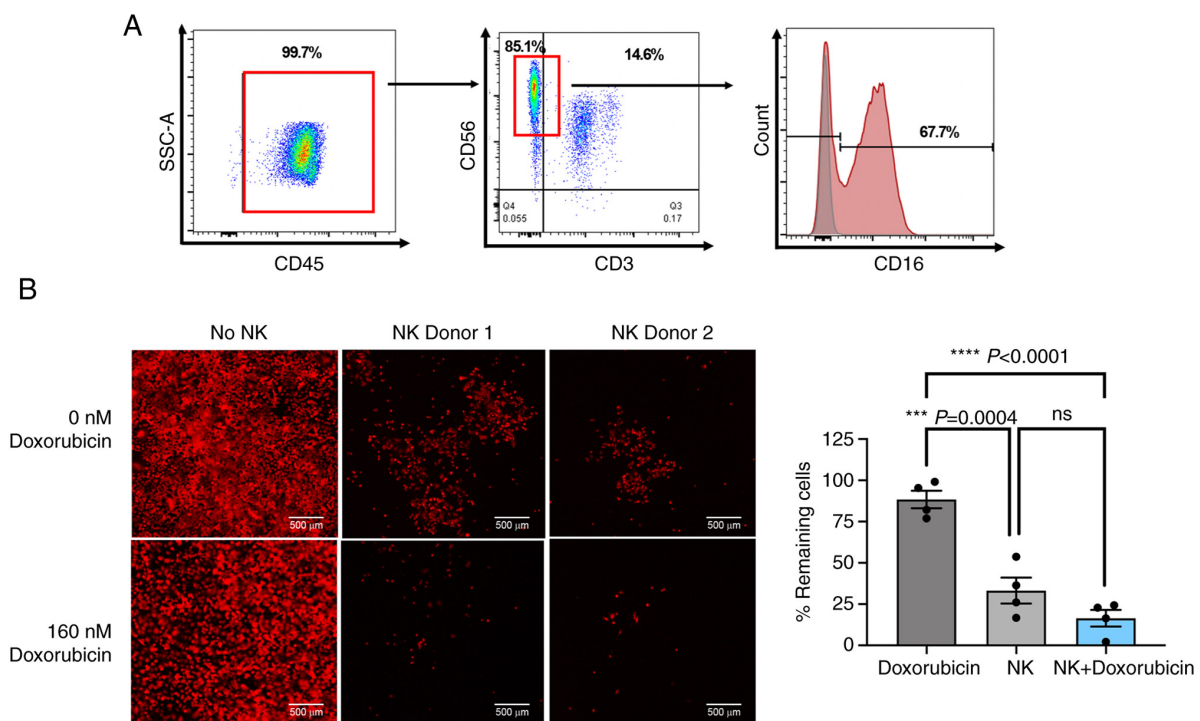 A
99.7%
SSC-A
CD45
85.1%
14.6%
CD56
Q4
0.055
Q3
0.17
CD3
Count
67.7%
CD16
B
No NK
NK Donor 1
NK Donor 2
0 nM
Doxorubicin
500 µm
500 µm
500 µm
160 nM
Doxorubicin
500 µm
500 µm
500 µm
**** P<0.0001
*** P=0.0004
ns
% Remaining cells
125
100
75
50
25
0
Doxorubicin
NK
NK+Doxorubicin